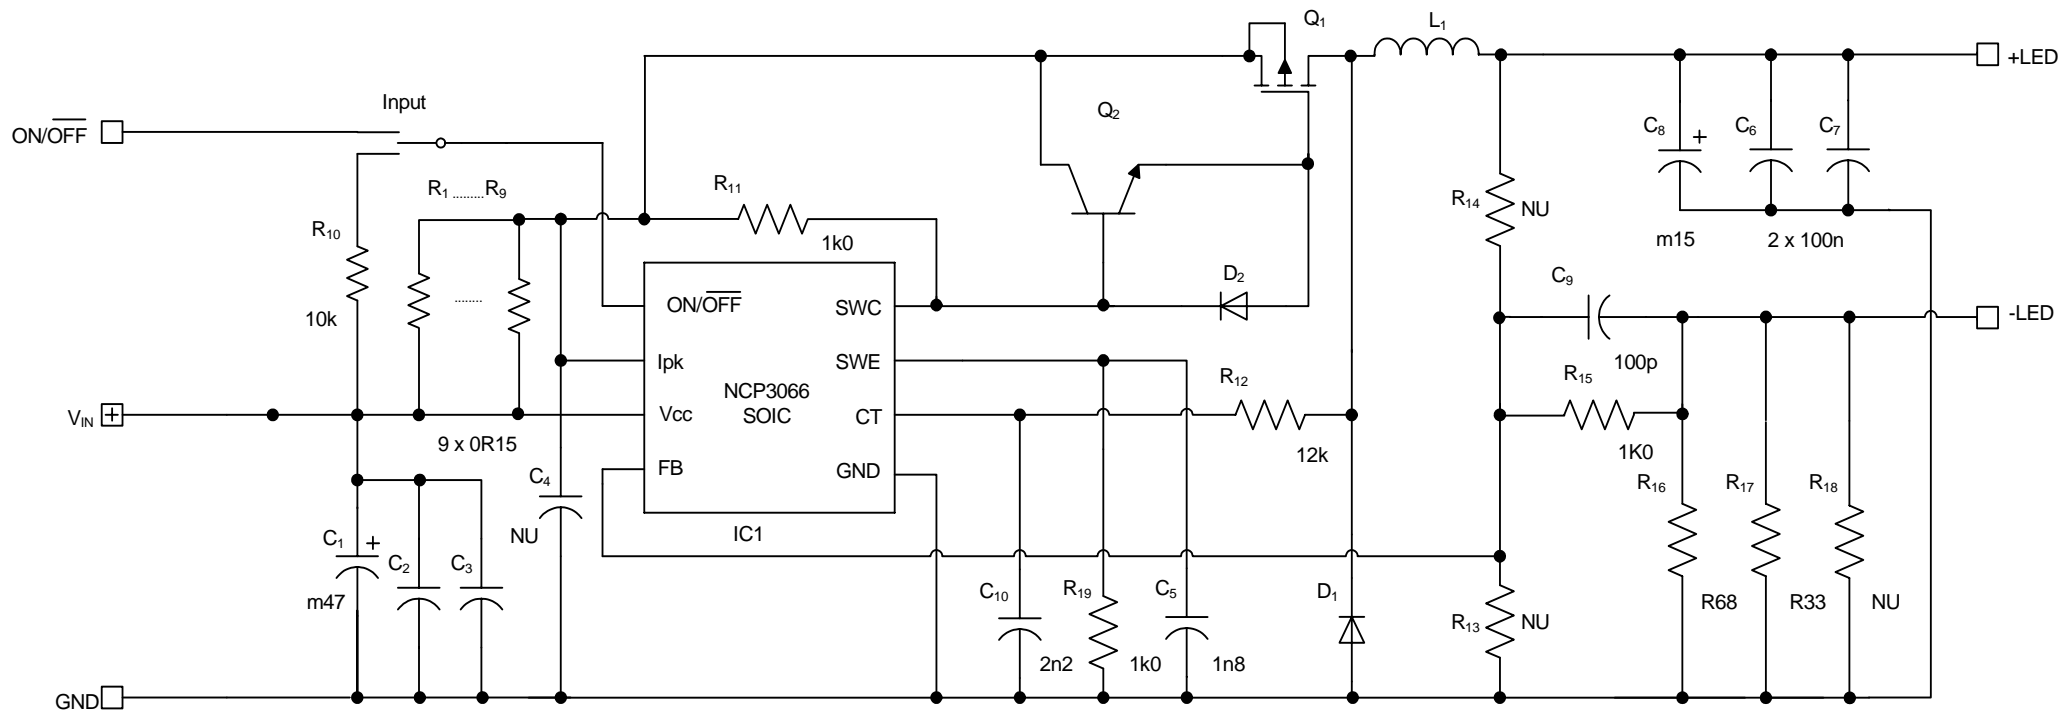 Q₁
L₁
+LED
Input
ON/O̅F̅F̅
Q₂
C₈
+
C₆
C₇
R₁.........R₉
R₁₁
R₁₄
NU
R₁₀
1k0
m15
2 x 100n
D₂
C₉
10k
ON/O̅F̅F̅
SWC
-LED
Ipk
SWE
100p
NCP3066
SOIC
R₁₂
R₁₅
V_IN
+
Vcc
CT
9 x 0R15
12k
1K0
FB
GND
C₄
R₁₆
R₁₇
R₁₈
NU
IC1
C₁
+
C₂
C₃
m47
C₁₀
R₁₉
C₅
D₁
R₁₃
NU
R68
R33
NU
2n2
1k0
1n8
GND